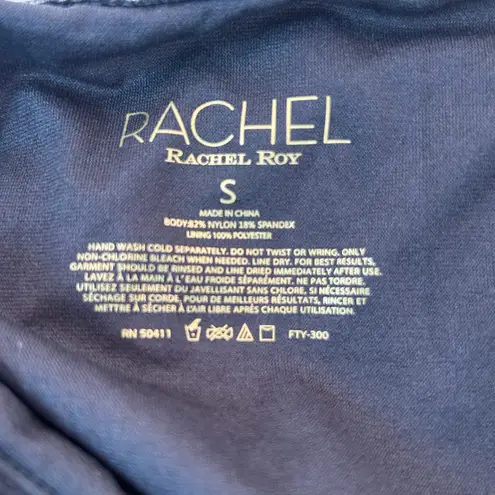 RACHEL
RACHEL ROY
S
MADE IN CHINA
BODY:82% NYLON 18% SPANDEX
LINING 100% POLYESTER
HAND WASH COLD SEPARATELY. DO NOT TWIST OR WRING. ONLY
NON-CHLORINE BLEACH WHEN NEEDED. LINE DRY. FOR BEST RESULTS,
GARMENT SHOULD BE RINSED AND LINE DRIED IMMEDIATELY AFTER USE.
LAVEZ À LA MAIN À L'EAU FROIDE SÉPARÉMENT. NE PAS TORDRE.
UTILISEZ SEULEMENT DU JAVELLISANT SANS CHLORE, SI NÉCESSAIRE
SÉCHAGE SUR CORDE. POUR DE MEILLEURS RÉSULTATS, RINCER ET
METTRE À SÉCHER À L'AIR LIBRE APRÈS CHAQUE UTILISATION.
RN 50411 FTY-300